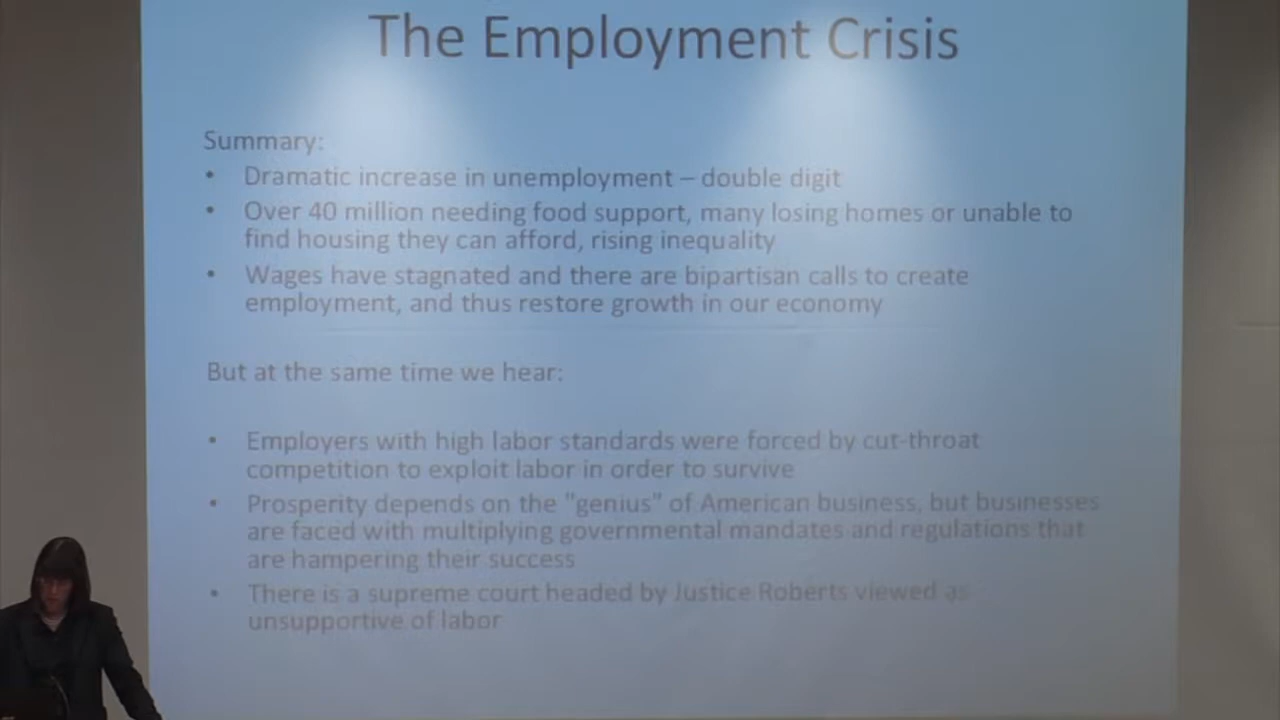 The Employment Crisis
Summary:
• Dramatic increase in unemployment – double digit
• Over 40 million needing food support, many losing homes or unable to
find housing they can afford, rising inequality
• Wages have stagnated and there are bipartisan calls to create
employment, and thus restore growth in our economy
But at the same time we hear:
• Employers with high labor standards were forced by cut-throat
competition to exploit labor in order to survive
• Prosperity depends on the "genius" of American business, but businesses
are faced with multiplying governmental mandates and regulations that
are hampering their success
• There is a supreme court headed by Justice Roberts viewed as
unsupportive of labor